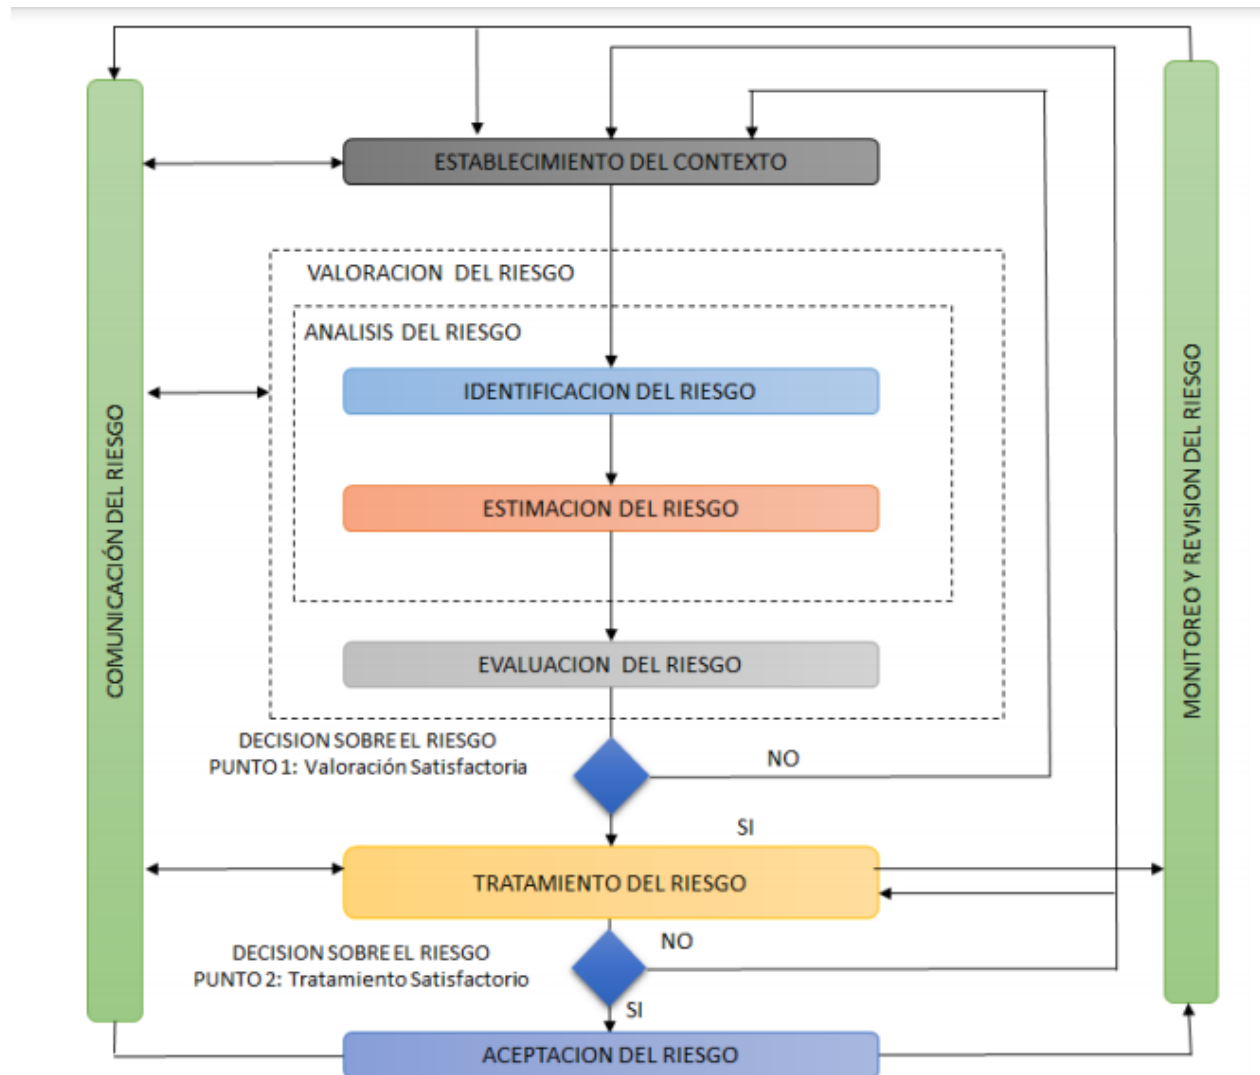 ESTABLECIMIENTO DEL CONTEXTO
VALORACION DEL RIESGO
ANALISIS DEL RIESGO
IDENTIFICACION DEL RIESGO
ESTIMACION DEL RIESGO
EVALUACION DEL RIESGO
DECISION SOBRE EL RIESGO
PUNTO 1: Valoración Satisfactoria
NO
SI
TRATAMIENTO DEL RIESGO
DECISION SOBRE EL RIESGO
PUNTO 2: Tratamiento Satisfactorio
NO
SI
ACEPTACION DEL RIESGO
COMUNICACIÓN DEL RIESGO
MONITOREO Y REVISION DEL RIESGO